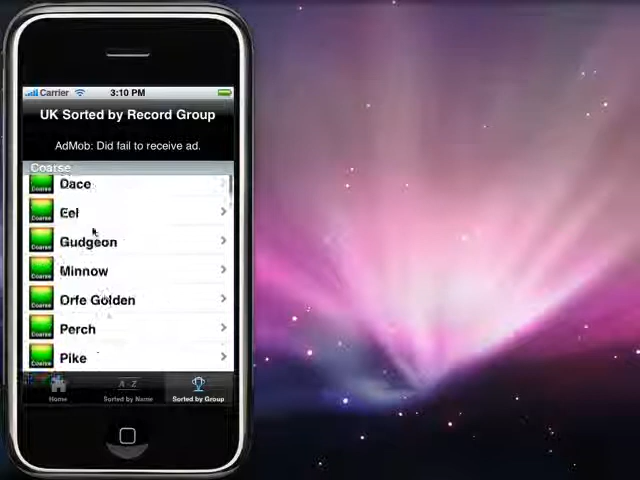 Carrier 3:10 PM
UK Sorted by Record Group
AdMob: Did fail to receive ad.
Coarse
Coarse Dace
Coarse Eel
Coarse Gudgeon
Coarse Minnow
Coarse Orfe Golden
Coarse Perch
Coarse Pike
A-Z
Home Sorted by Name Sorted by Group